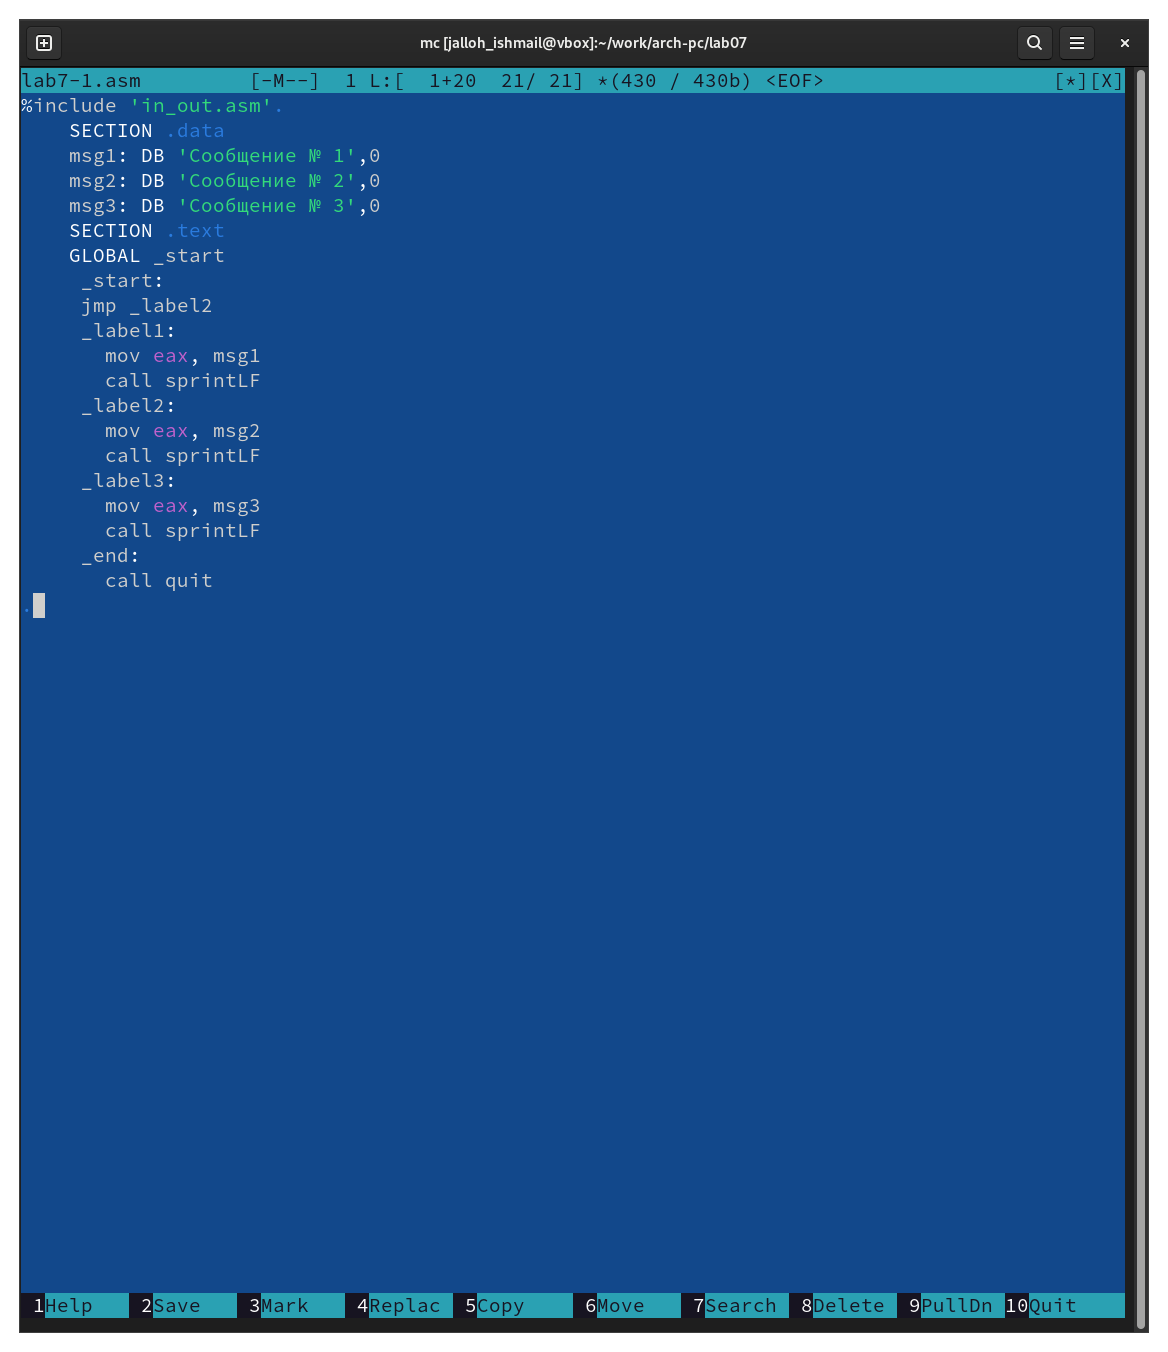 mc [jalloh_ishmail@vbox]:~/work/arch-pc/lab07
lab7-1.asm         [-M--]  1 L:[  1+20  21/ 21] *(430 / 430b) <EOF>                   [*][X]
%include 'in_out.asm'.
    SECTION .data
    msg1: DB 'Сообщение № 1',0
    msg2: DB 'Сообщение № 2',0
    msg3: DB 'Сообщение № 3',0
    SECTION .text
    GLOBAL _start
     _start:
     jmp _label2
     _label1:
       mov eax, msg1
       call sprintLF
     _label2:
       mov eax, msg2
       call sprintLF
     _label3:
       mov eax, msg3
       call sprintLF
     _end:
       call quit
.
1Help 2Save 3Mark 4Replac 5Copy 6Move 7Search 8Delete 9PullDn 10Quit